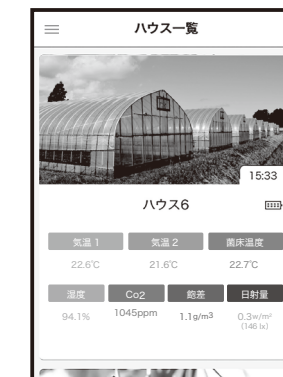 ハウス一覧
15:33
ハウス6
気温 1 気温 2 菌床温度
22.6℃ 21.6℃ 22.7℃
湿度 Co2 飽差 日射量
94.1% 1045ppm 1.1g/m³ 0.3w/m²
(146 lx)